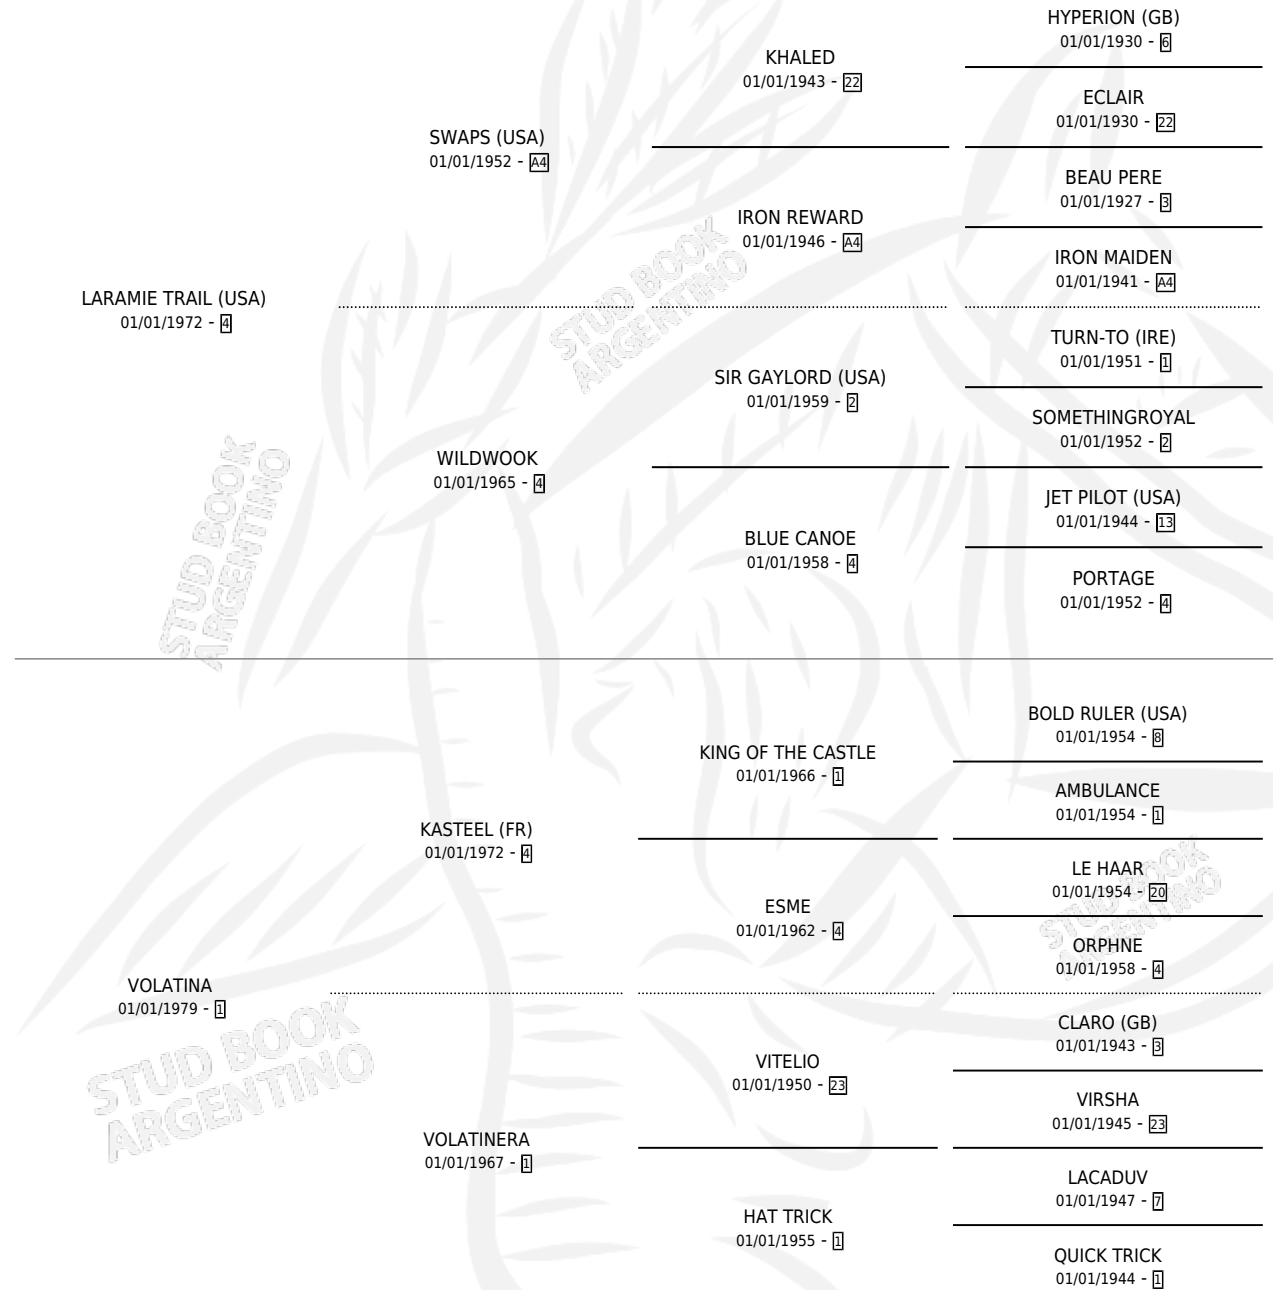 HYPERION (GB)
01/01/1930 - 6
KHALED
01/01/1943 - 22
ECLAIR
01/01/1930 - 22
SWAPS (USA)
01/01/1952 - A4
BEAU PERE
01/01/1927 - 3
IRON REWARD
01/01/1946 - A4
IRON MAIDEN
01/01/1941 - A4
LARAMIE TRAIL (USA)
01/01/1972 - 4
TURN-TO (IRE)
01/01/1951 - 1
SIR GAYLORD (USA)
01/01/1959 - 2
SOMETHINGROYAL
01/01/1952 - 2
WILDWOOK
01/01/1965 - 4
JET PILOT (USA)
01/01/1944 - 13
BLUE CANOE
01/01/1958 - 4
PORTAGE
01/01/1952 - 4
BOLD RULER (USA)
01/01/1954 - 8
KING OF THE CASTLE
01/01/1966 - 1
AMBULANCE
01/01/1954 - 1
KASTEEL (FR)
01/01/1972 - 4
LE HAAR
01/01/1954 - 20
ESME
01/01/1962 - 4
ORPHNE
01/01/1958 - 4
VOLATINA
01/01/1979 - 1
CLARO (GB)
01/01/1943 - 3
VITELIO
01/01/1950 - 23
VIRSHA
01/01/1945 - 23
VOLATINERA
01/01/1967 - 1
LACADUV
01/01/1947 - 7
HAT TRICK
01/01/1955 - 1
QUICK TRICK
01/01/1944 - 1
STUD BOOK
ARGENTINO
STUD BOOK
ARGENTINO
STUD BOOK
ARGENTINO
STUD BOOK
ARGENTINO